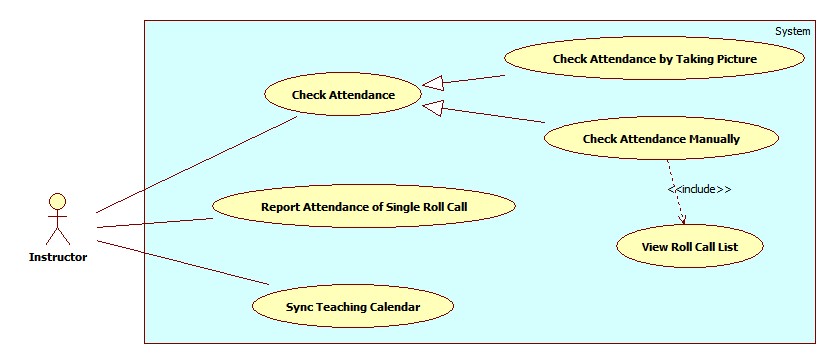 System
Check Attendance by Taking Picture
Check Attendance
Check Attendance Manually
<<include>>
Report Attendance of Single Roll Call
View Roll Call List
Instructor
Sync Teaching Calendar